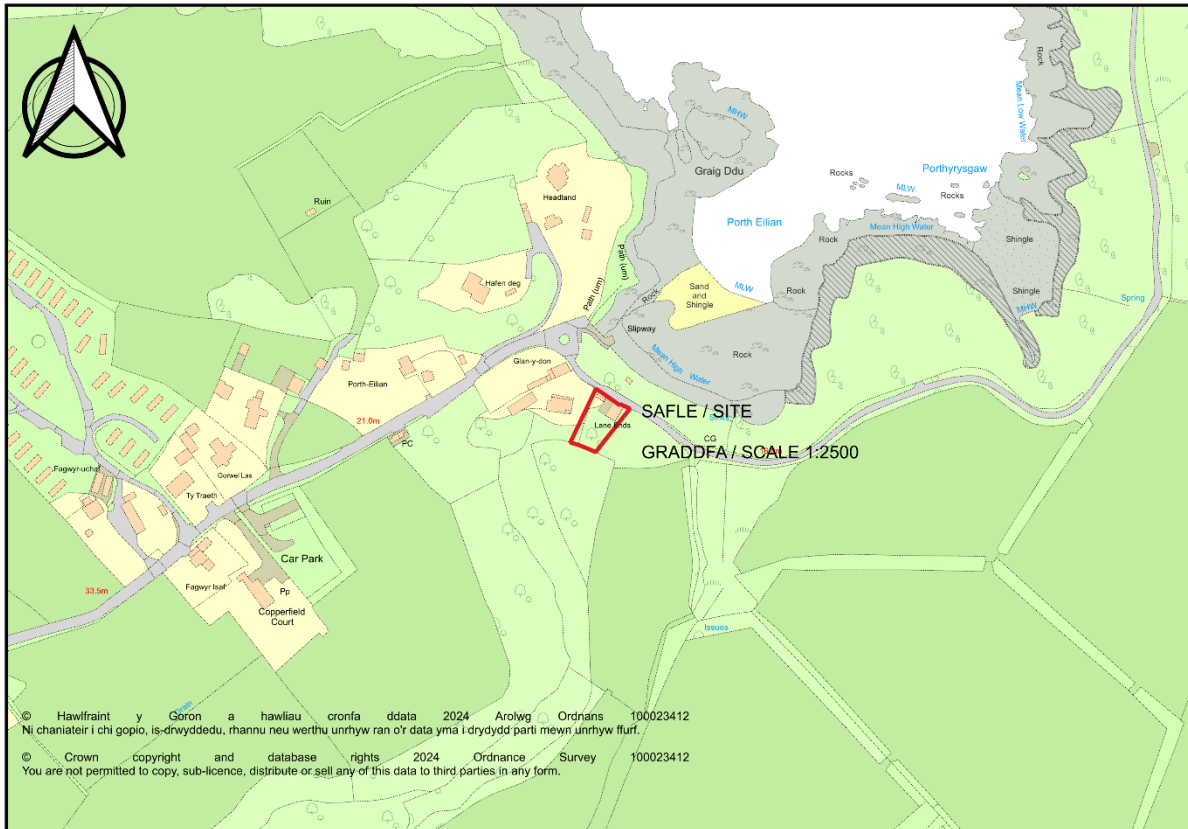 Rock
Mean Low Water
MHW
Graig Ddu
Porthyrysgaw
Rocks
MLW
Rocks
Ruin
Headland
Porth Eilian
Mean High Water
Rock
Shingle
Path (um)
Hafen deg
Sand
and
Shingle
MLW
Rock
Shingle
Spring
MHW
Path (um)
Rock
Slipway
Rock
Mean High Water
Glan-y-don
Porth-Eilian
21.0m
SAFLE / SITE
Lane Ends
CG
GRADDFA / SCALE 1:2500
PC
Gorwel Las
Fagwyr-uchaf
Ty Traeth
Car Park
33.5m
Fagwyr Isaf
Pp
Copperfield
Court
Issues
Drain
© Hawlfraint y Goron a hawliau cronfa ddata 2024 Arolwg Ordnans 100023412
Ni chaniateir i chi gopio, is-drwyddedu, rhannu neu werthu unrhyw ran o'r data yma i drydydd parti mewn unrhyw ffurf.
© Crown copyright and database rights 2024 Ordnance Survey 100023412
You are not permitted to copy, sub-licence, distribute or sell any of this data to third parties in any form.